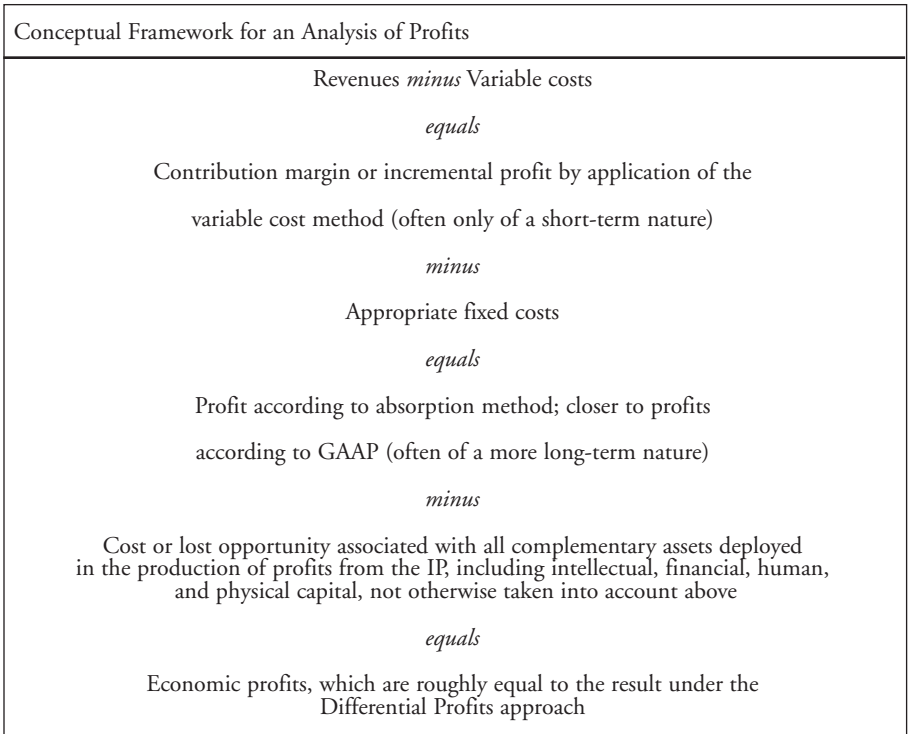 Conceptual Framework for an Analysis of Profits
Revenues minus Variable costs
equals
Contribution margin or incremental profit by application of the
variable cost method (often only of a short-term nature)
minus
Appropriate fixed costs
equals
Profit according to absorption method; closer to profits
according to GAAP (often of a more long-term nature)
minus
Cost or lost opportunity associated with all complementary assets deployed
in the production of profits from the IP, including intellectual, financial, human,
and physical capital, not otherwise taken into account above
equals
Economic profits, which are roughly equal to the result under the
Differential Profits approach